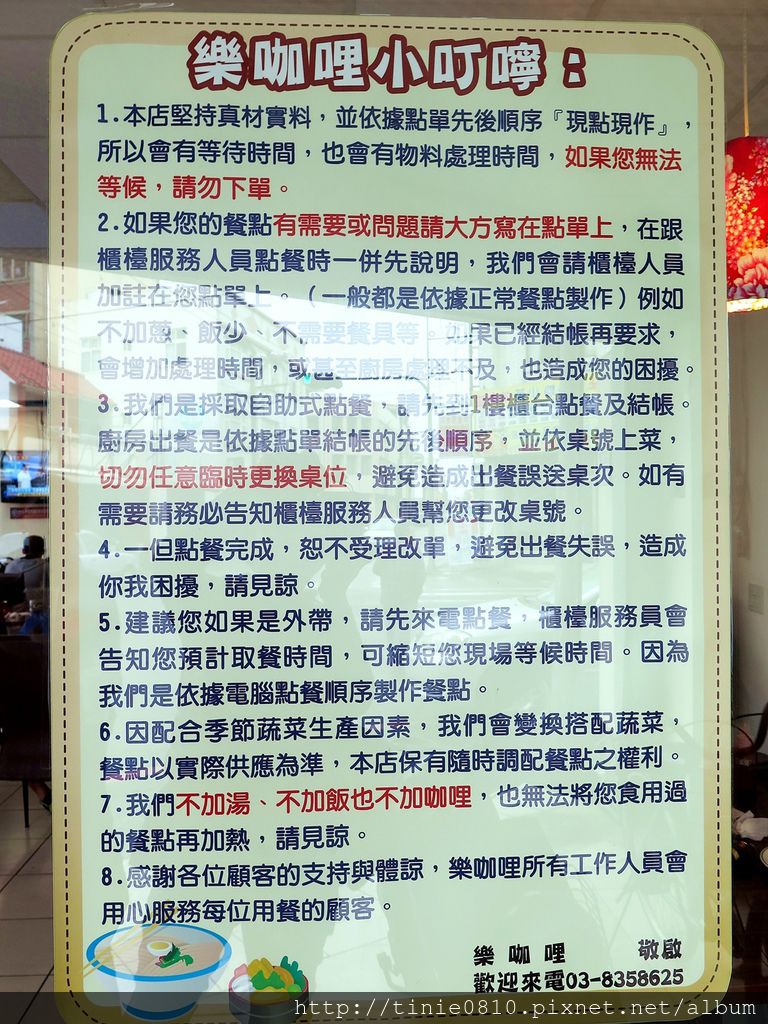 樂咖哩小叮嚀：
1.本店堅持真材實料，並依據點單先後順序『現點現作』，
所以會有等待時間，也會有物料處理時間，如果您無法
等候，請勿下單。
2.如果您的餐點有需要或問題請大方寫在點單上，在跟
櫃檯服務人員點餐時一併先說明，我們會請櫃檯人員
加註在您點單上。（一般都是依據正常餐點製作）例如
不加蔥、飯少、不需要餐具等，如果已經結帳再要求，
會增加處理時間，或甚至廚房處理不及，也造成您的困擾。
3.我們是採取自助式點餐，請先到1樓櫃台點餐及結帳。
廚房出餐是依據點單結帳的先後順序，並依桌號上菜，
切勿任意臨時更換桌位，避免造成出餐誤送桌次。如有
需要請務必告知櫃檯服務人員幫您更改桌號。
4.一但點餐完成，恕不受理改單，避免出餐失誤，造成
你我困擾，請見諒。
5.建議您如果是外帶，請先來電點餐，櫃檯服務員會
告知您預計取餐時間，可縮短您現場等候時間。因為
我們是依據電腦點餐順序製作餐點。
6.因配合季節蔬菜生產因素，我們會變換搭配蔬菜，
餐點以實際供應為準，本店保有隨時調配餐點之權利。
7.我們不加湯、不加飯也不加咖哩，也無法將您食用過
的餐點再加熱，請見諒。
8.感謝各位顧客的支持與體諒，樂咖哩所有工作人員會
用心服務每位用餐的顧客。
樂咖哩 敬啟
歡迎來電03-8358625
http://tinie0810.pixnet.net/album